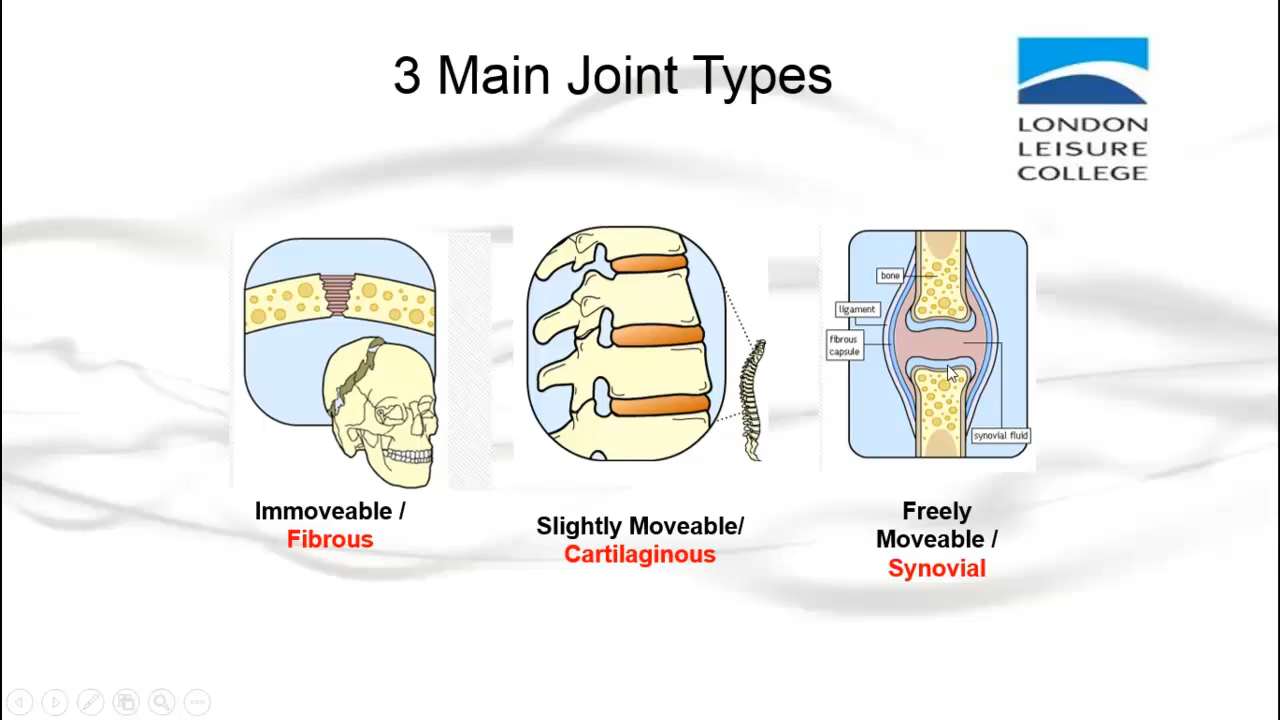 3 Main Joint Types
LONDON
LEISURE
COLLEGE
bone
ligament
fibrous
capsule
synovial fluid
Immoveable /
Fibrous
Slightly Moveable/
Cartilaginous
Freely
Moveable /
Synovial